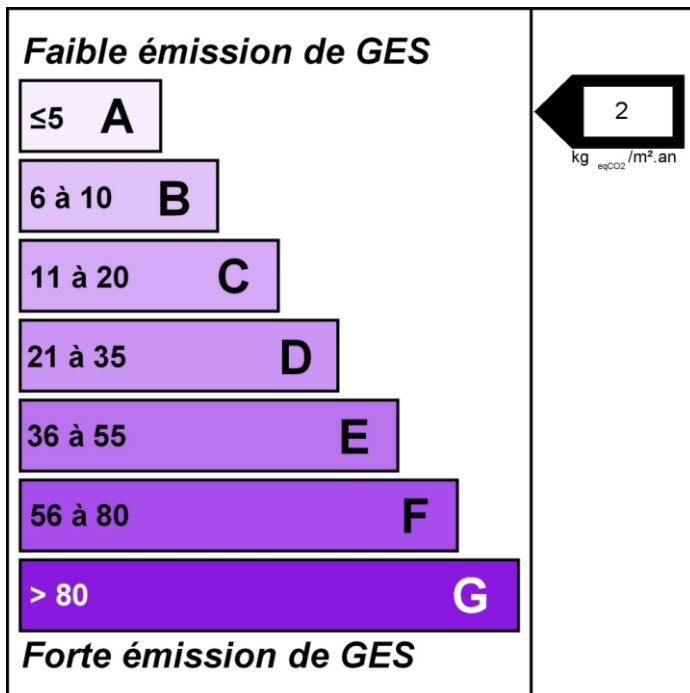 Faible émission de GES
≤5 A
6 à 10 B
11 à 20 C
21 à 35 D
36 à 55 E
56 à 80 F
> 80 G
Forte émission de GES
2
kg eqCO2 /m².an